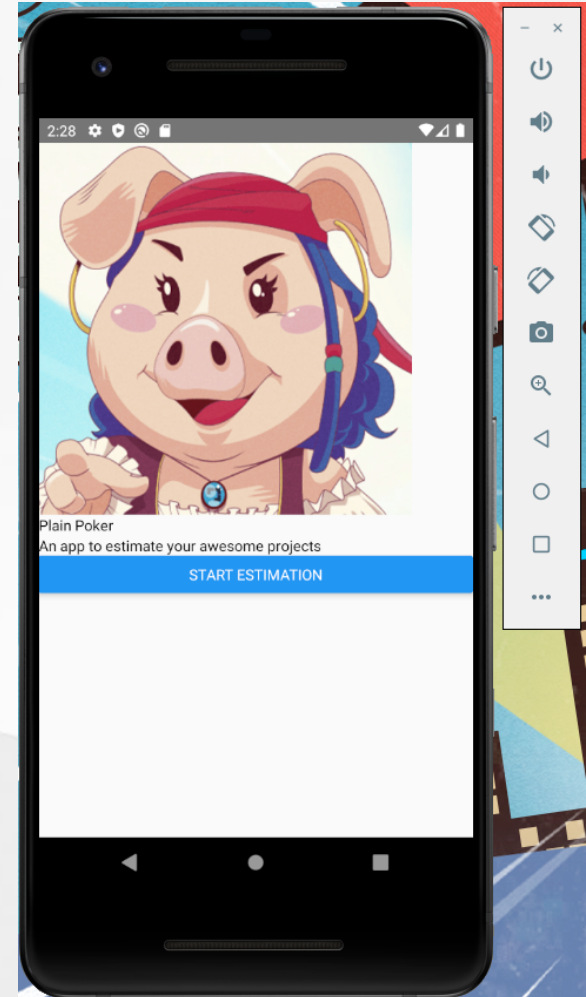 2:28
Plain Poker
An app to estimate your awesome projects
START ESTIMATION